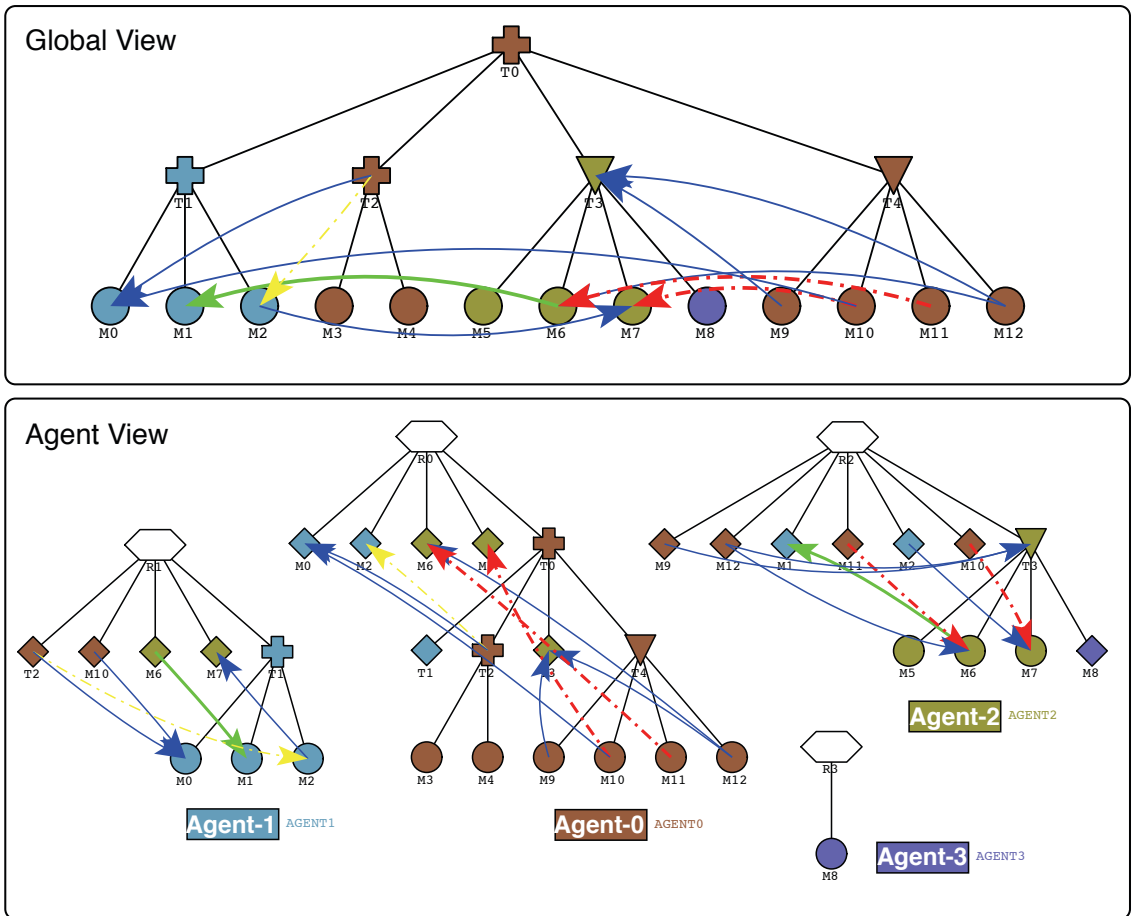 Global View
T0
T1 T2 T3 T4
M0 M1 M2 M3 M4 M5 M6 M7 M8 M9 M10 M11 M12
Agent View
R0 R2
R1
M0 M2 M6 T0
M9 M12 M1 M11 M2 M10 T3
T2 M10 M6 M7 T1
T1 T2 T4
M5 M6 M7 M8
M0 M1 M2
M3 M4 M9 M10 M11 M12
Agent-2 AGENT2
R3
Agent-1 AGENT1
Agent-0 AGENT0
Agent-3 AGENT3
M8